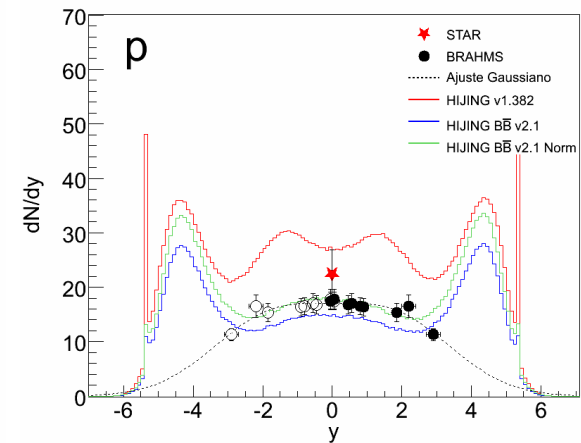 70
60
50
40
30
20
10
0
dN/dy
p
STAR
BRAHMS
Ajuste Gaussiano
HIJING v1.382
HIJING BB̅ v2.1
HIJING BB̅ v2.1 Norm
-6 -4 -2 0 2 4 6
y